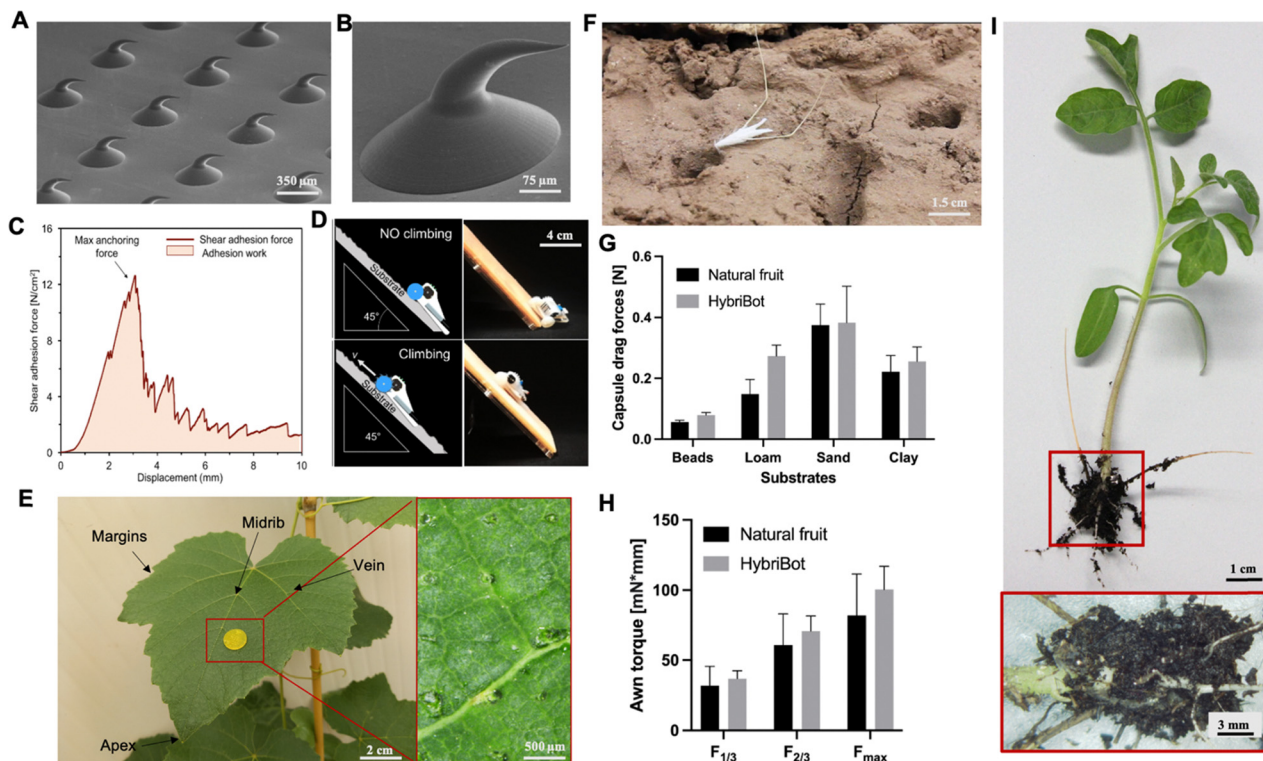 A
350 µm
B
75 µm
C
16
12
8
4
0
Shear adhesion force [N/cm²]
Max anchoring
force
Shear adhesion force
Adhesion work
0
2
4
6
8
10
Displacement (mm)
D
NO climbing
Substrate
45°
4 cm
Climbing
v
Substrate
45°
E
Margins
Midrib
Vein
Apex
2 cm
500 µm
F
1.5 cm
G
Capsule drag forces [N]
0.6
0.4
0.2
0.0
Natural fruit
HybriBot
Beads
Loam
Sand
Clay
Substrates
H
Awn torque [mN*mm]
150
100
50
0
Natural fruit
HybriBot
F1/3
F2/3
Fmax
I
1 cm
3 mm